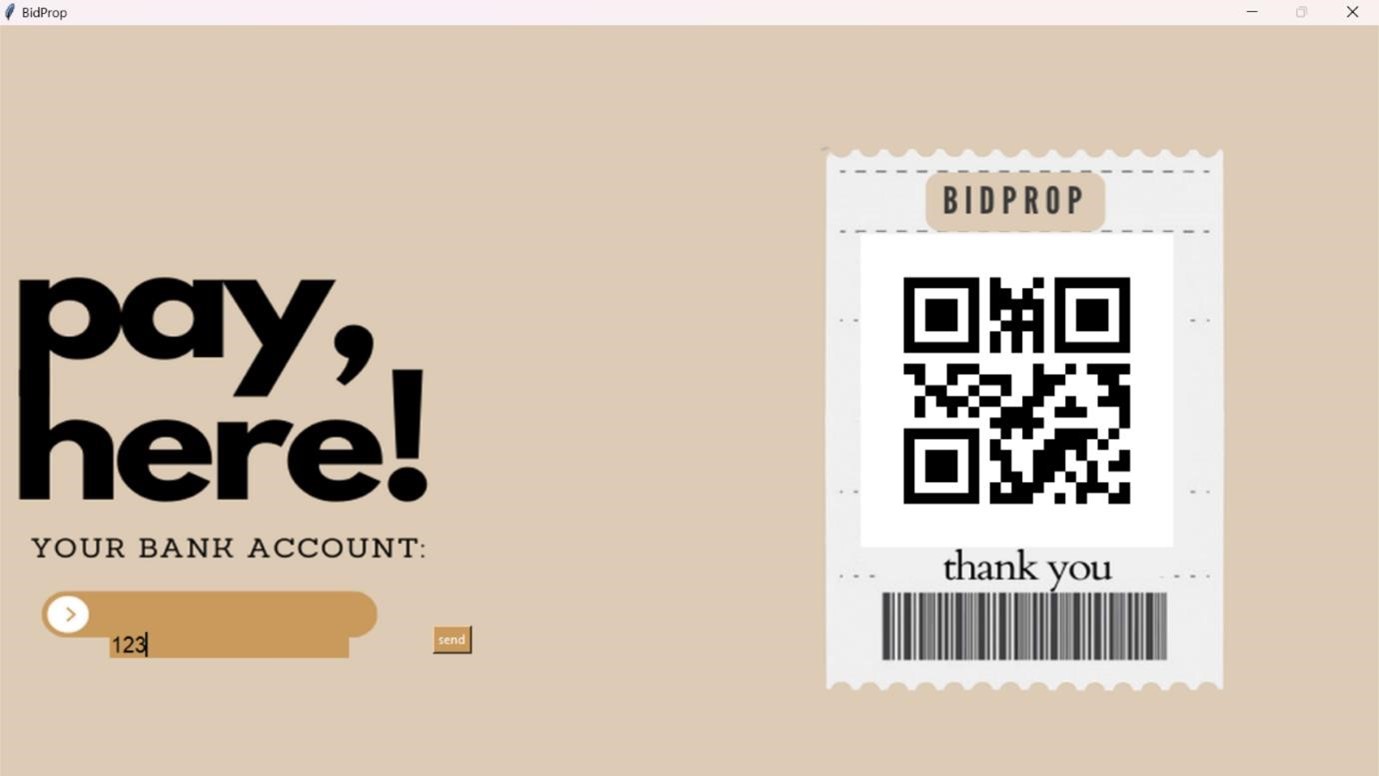 BidProp
BIDPROP
pay,
here!
YOUR BANK ACCOUNT:
123
send
thank you